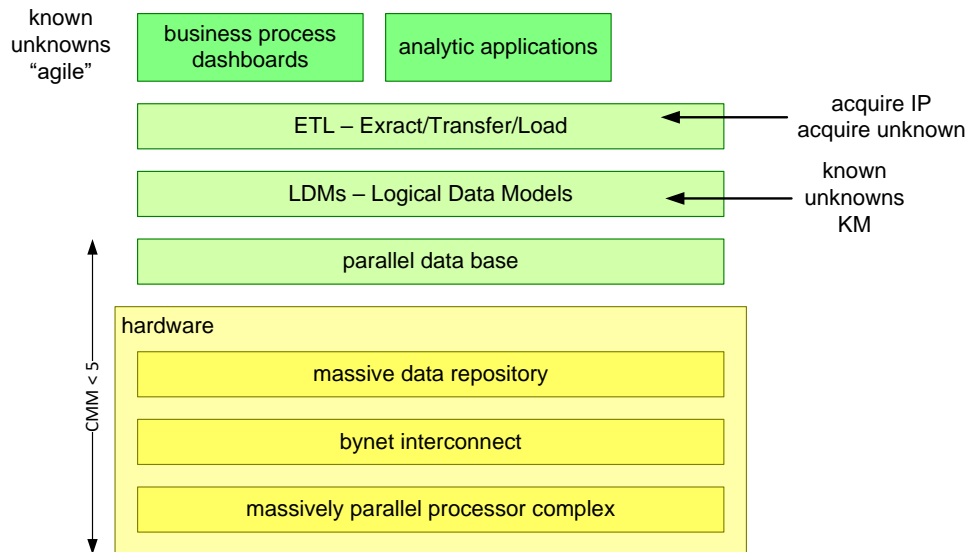 known
unknowns
“agile”
business process
dashboards
analytic applications
ETL – Exract/Transfer/Load
acquire IP
acquire unknown
LDMs – Logical Data Models
known
unknowns
KM
parallel data base
CMM < 5
hardware
massive data repository
bynet interconnect
massively parallel processor complex